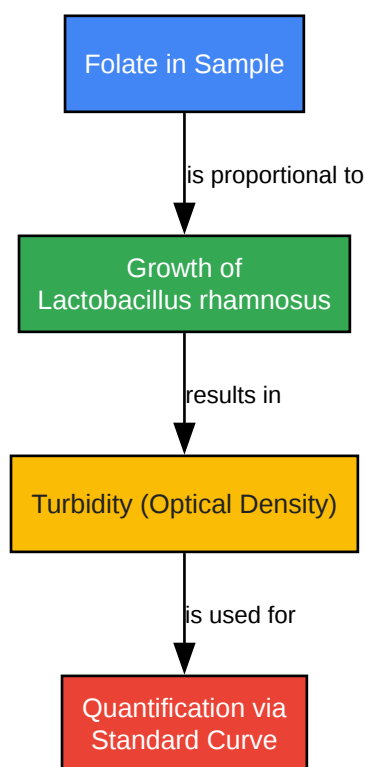 Folate in Sample
is proportional to
Growth of
Lactobacillus rhamnosus
results in
Turbidity (Optical Density)
is used for
Quantification via
Standard Curve